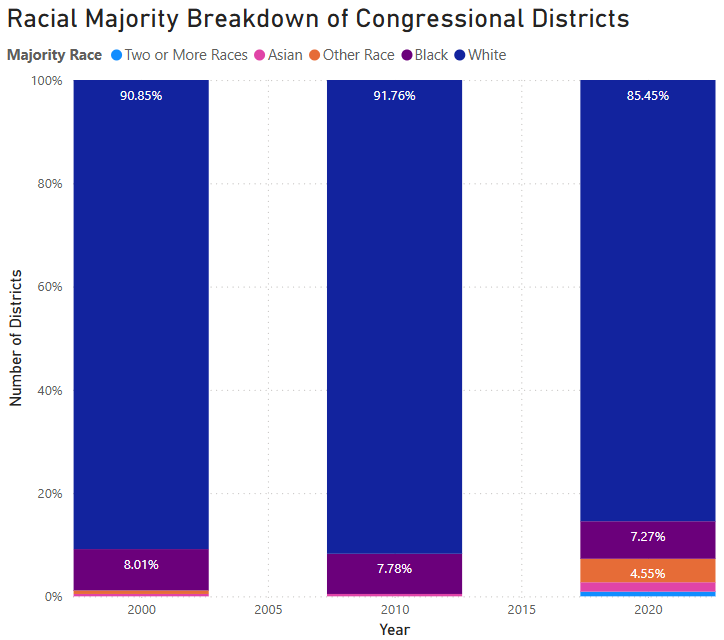 Racial Majority Breakdown of Congressional Districts
Majority Race Two or More Races Asian Other Race Black White
100%
80%
60%
40%
20%
0%
Number of Districts
90.85%
8.01%
91.76%
7.78%
85.45%
7.27%
4.55%
2000 2005 2010 2015 2020
Year